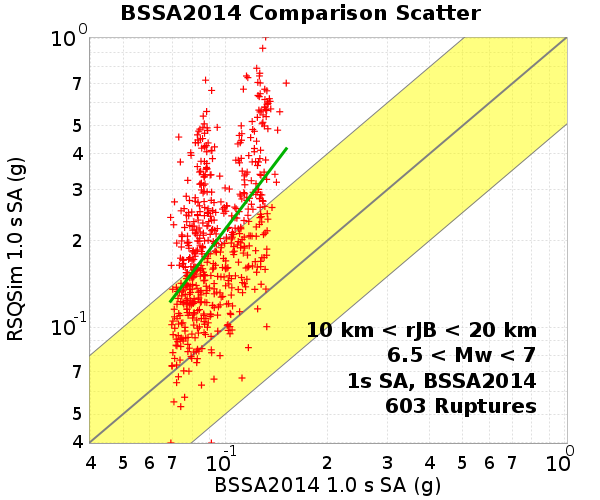 BSSA2014 Comparison Scatter
10⁰
7
5
4
3
2
10⁻¹
7
5
4
RSQSim 1.0 s SA (g)
10 km < rJB < 20 km
6.5 < Mw < 7
1s SA, BSSA2014
603 Ruptures
4 5 6 7 10⁻¹ 2 3 4 5 6 7 10⁰
BSSA2014 1.0 s SA (g)